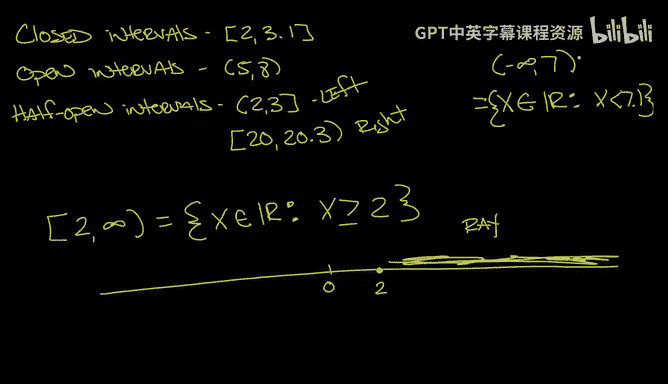 GPT中英字幕课程资源 bilibili
CLOSED INTERVALS - [2,3.1]
OPEN INTERVALS - (5,8)
HALF-OPEN INTERVALS - (2,3] - LEFT
[20,20.3) Right
(-∞,7)
={X∈ℝ: X<7.1}
[2,∞) = {X∈ℝ: X≥2}
RAY
0 2